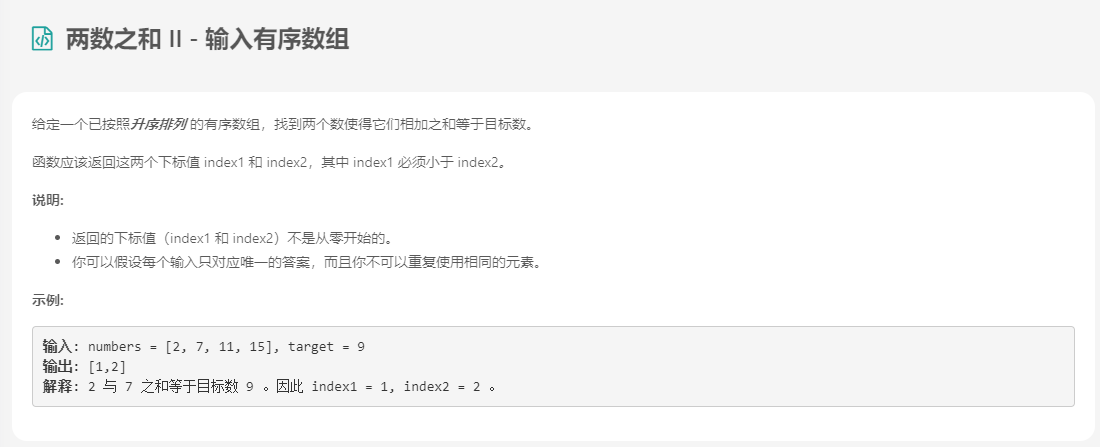 两数之和 II - 输入有序数组
给定一个已按照升序排列 的有序数组，找到两个数使得它们相加之和等于目标数。
函数应该返回这两个下标值 index1 和 index2，其中 index1 必须小于 index2。
说明:
返回的下标值（index1 和 index2）不是从零开始的。
你可以假设每个输入只对应唯一的答案，而且你不可以重复使用相同的元素。
示例:
输入: numbers = [2, 7, 11, 15], target = 9
输出: [1,2]
解释: 2 与 7 之和等于目标数 9 。因此 index1 = 1, index2 = 2 。